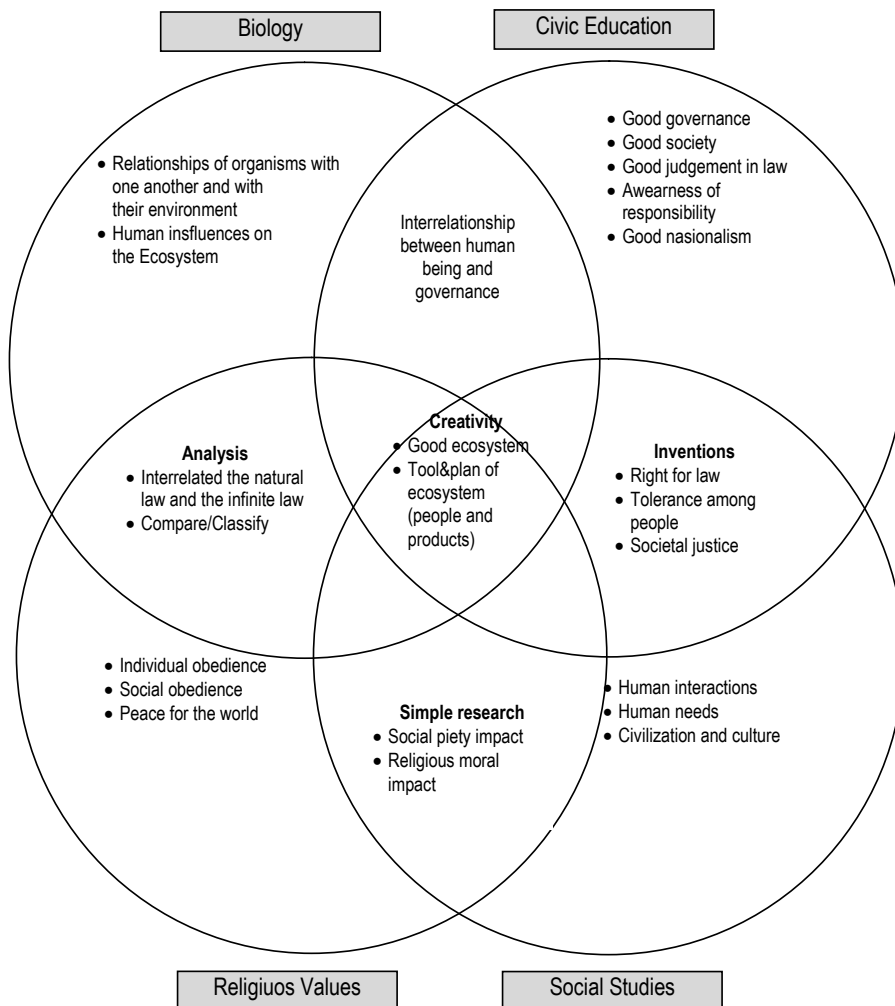 Biology
Civic Education
• Relationships of organisms with
one another and with
their environment
• Human insfluences on
the Ecosystem
Interrelationship
between human
being and
governance
• Good governance
• Good society
• Good judgement in law
• Awearness of
responsibility
• Good nasionalism
Analysis
• Interrelated the natural
law and the infinite law
• Compare/Classify
Creativity
• Good ecosystem
• Tool&plan of
ecosystem
(people and
products)
Inventions
• Right for law
• Tolerance among
people
• Societal justice
• Individual obedience
• Social obedience
• Peace for the world
Simple research
• Social piety impact
• Religious moral
impact
• Human interactions
• Human needs
• Civilization and culture
Religiuos Values
Social Studies